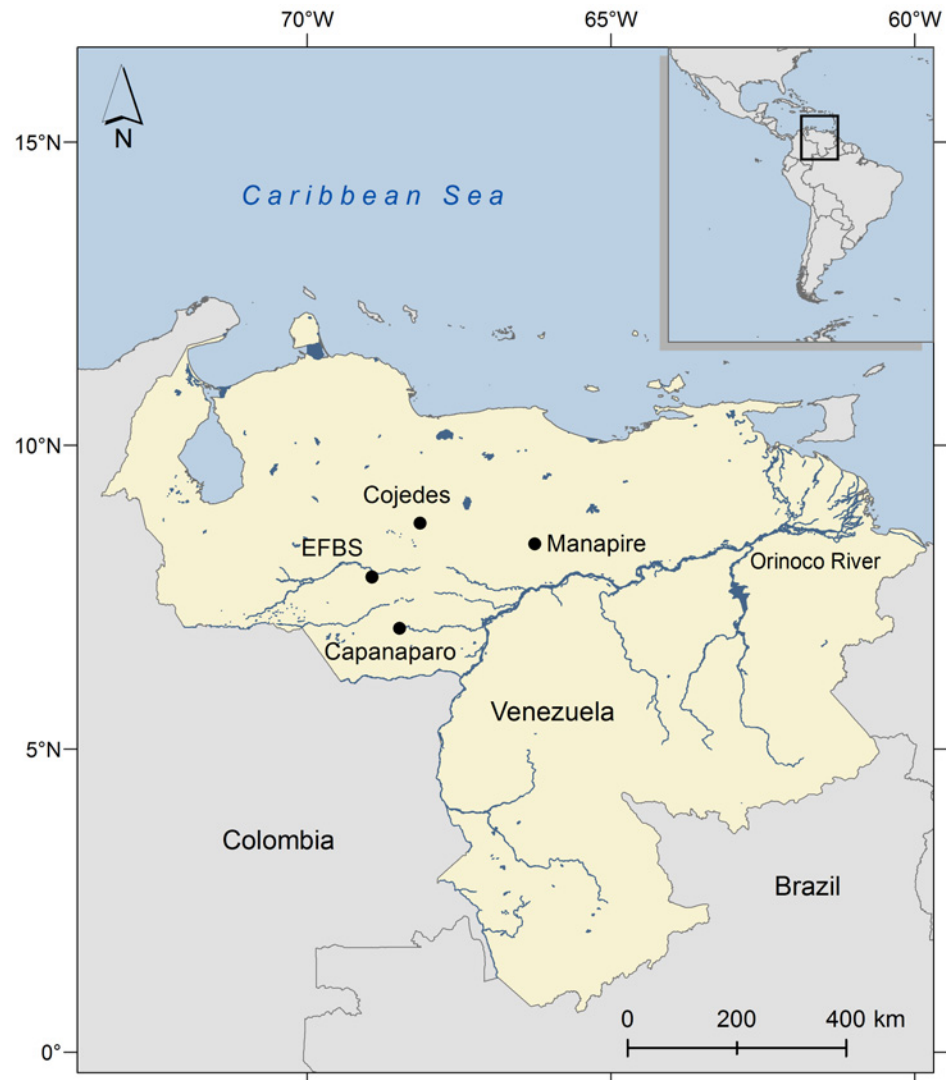 70°W
65°W
60°W
N
15°N
Caribbean Sea
10°N
Cojedes
EFBS
Manapire
Orinoco River
Capanaparo
Venezuela
5°N
Colombia
Brazil
0
200
400 km
0°